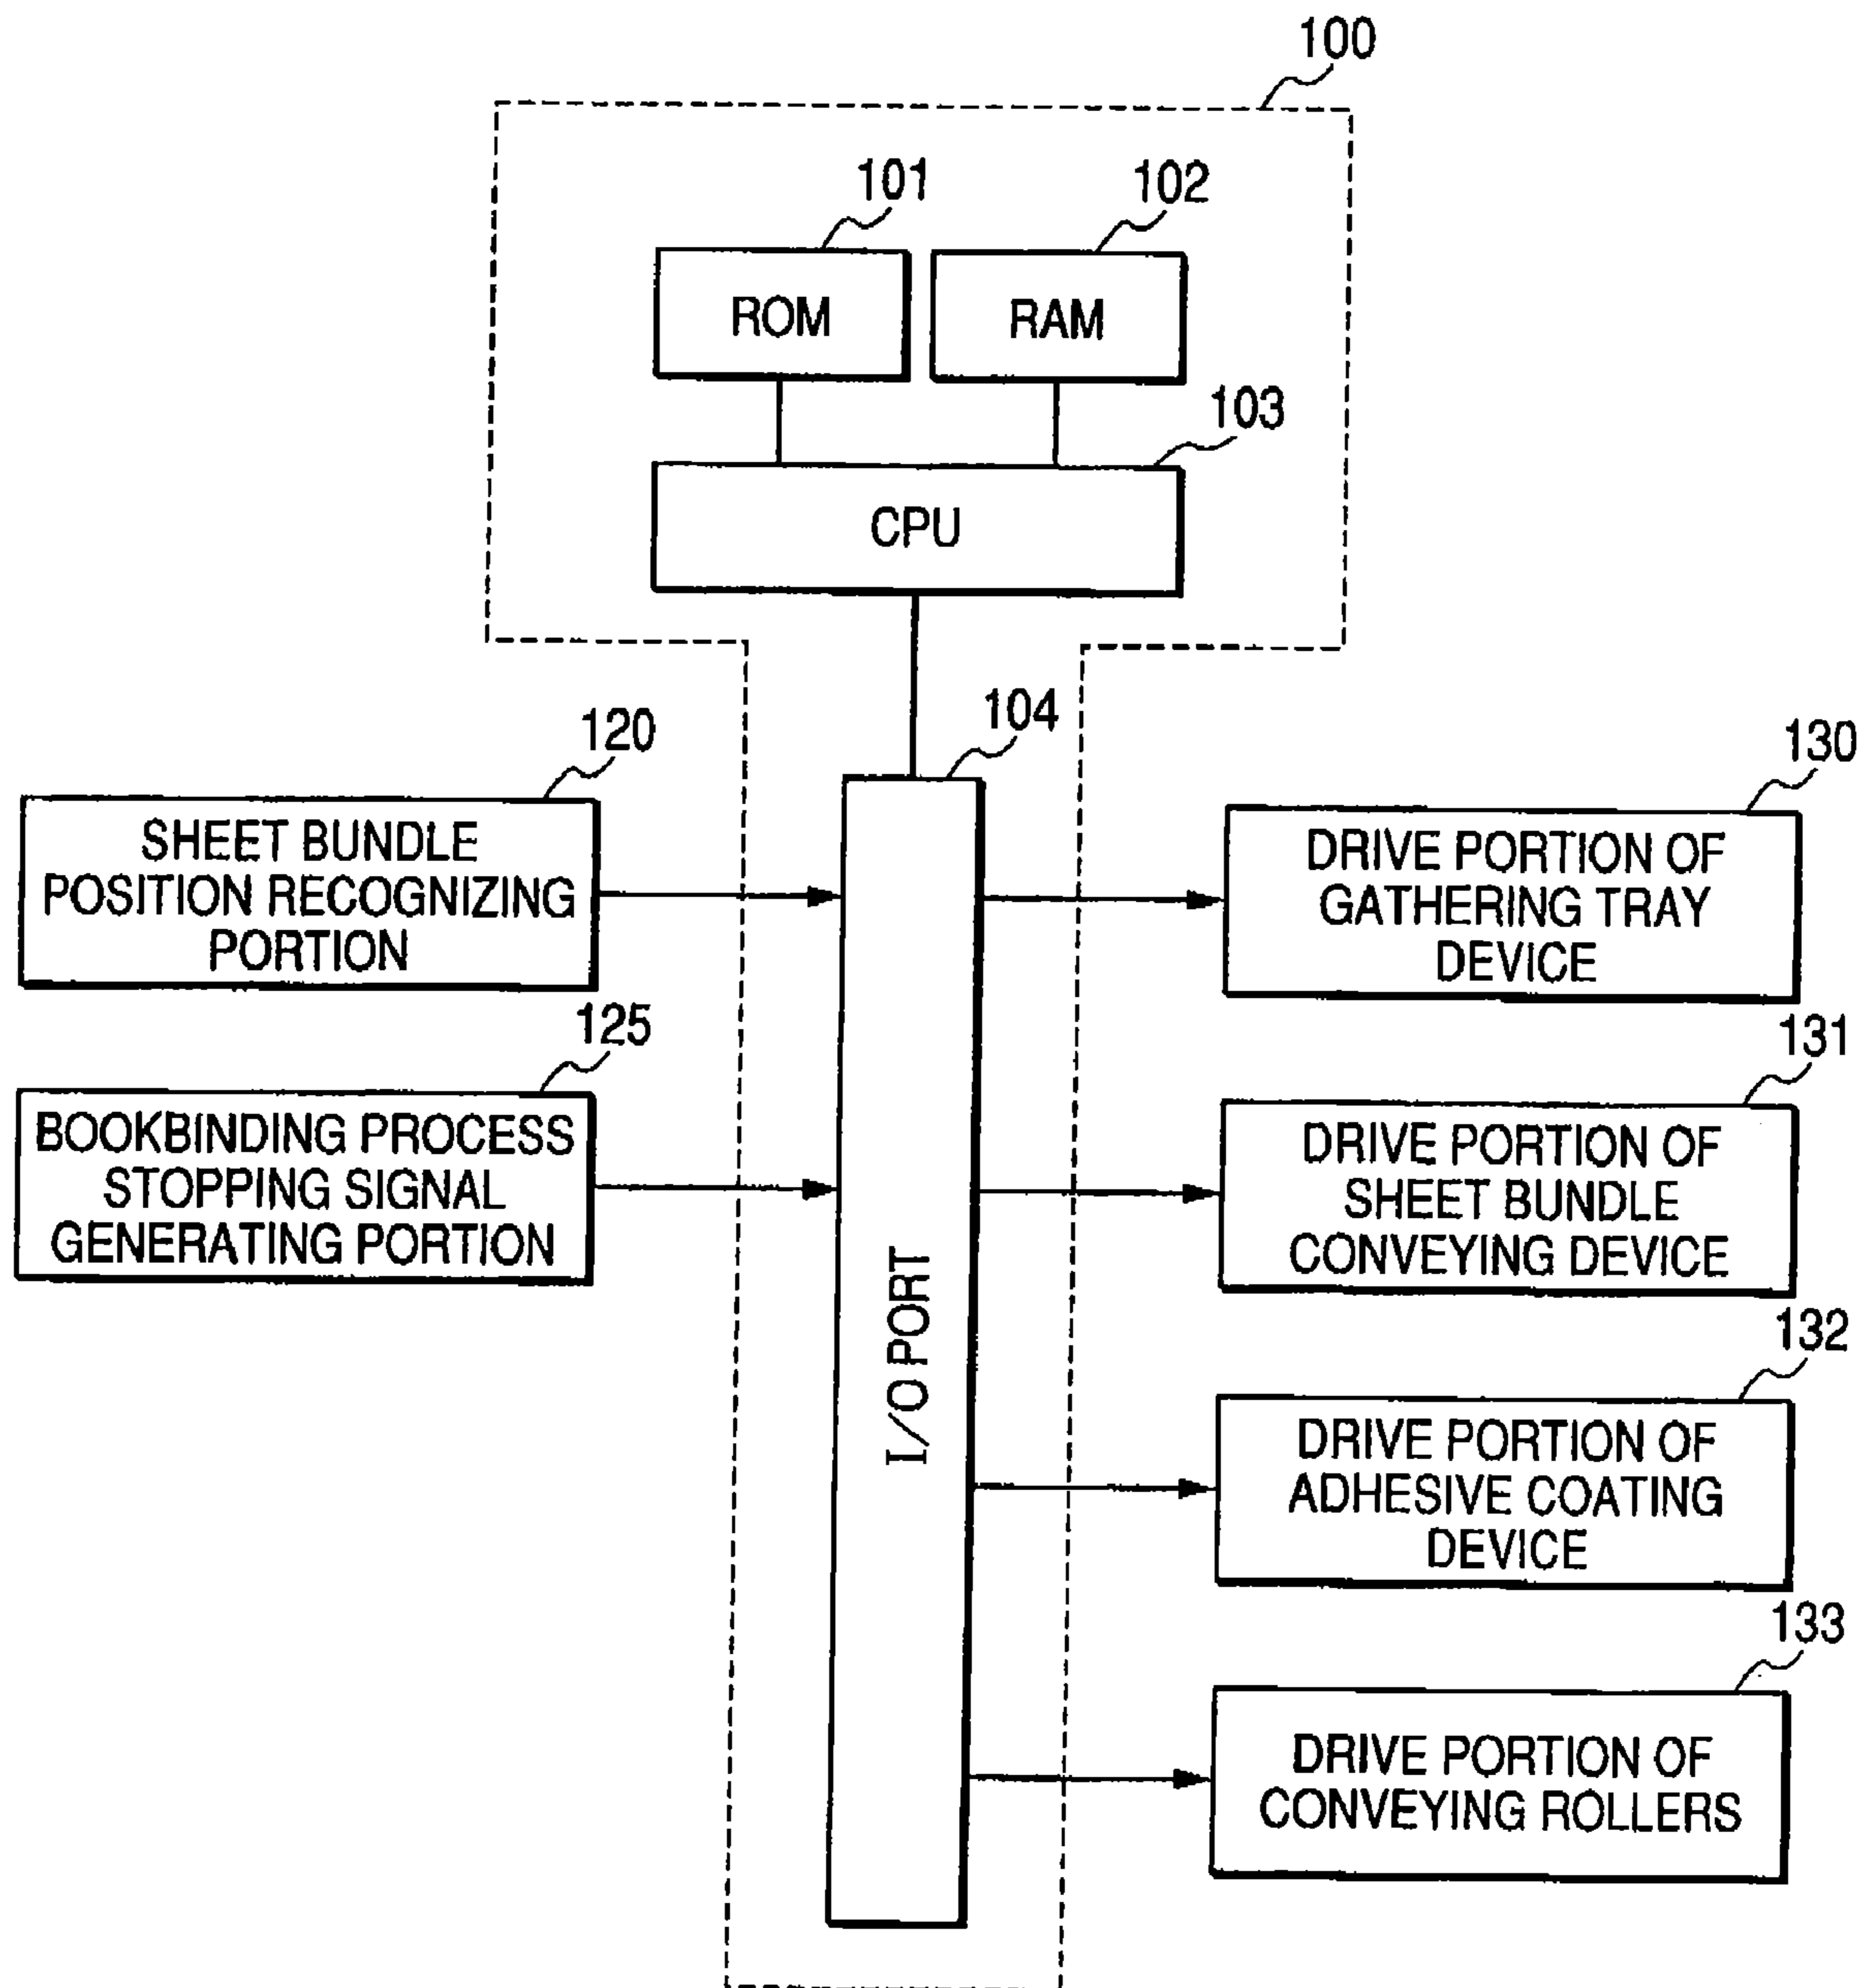 100
101
102
ROM
RAM
103
CPU
104
120
SHEET BUNDLE
POSITION RECOGNIZING
PORTION
125
BOOKBINDING PROCESS
STOPPING SIGNAL
GENERATING PORTION
I/O PORT
130
DRIVE PORTION OF
GATHERING TRAY
DEVICE
131
DRIVE PORTION OF
SHEET BUNDLE
CONVEYING DEVICE
132
DRIVE PORTION OF
ADHESIVE COATING
DEVICE
133
DRIVE PORTION OF
CONVEYING ROLLERS